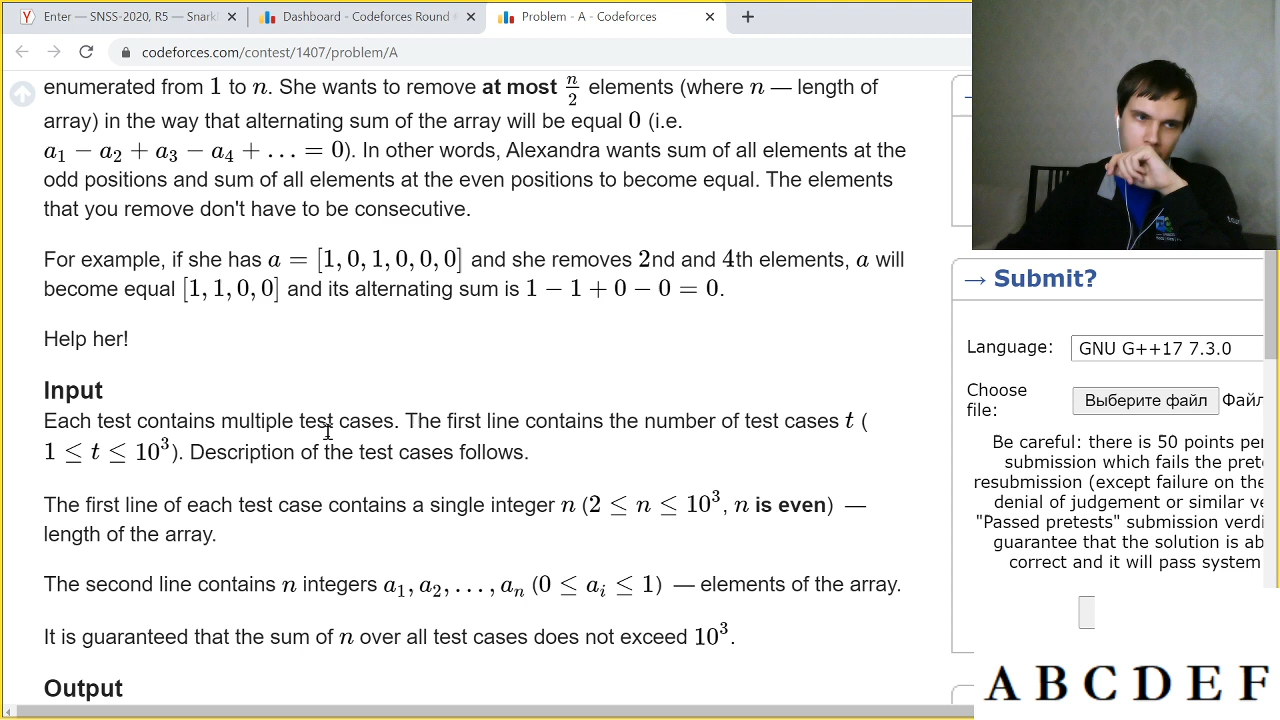 Enter — SNSS-2020, R5 — Snark
Dashboard - Codeforces Round
Problem - A - Codeforces
codeforces.com/contest/1407/problem/A
enumerated from 1 to n. She wants to remove at most n/2 elements (where n — length of
array) in the way that alternating sum of the array will be equal 0 (i.e.
a₁ − a₂ + a₃ − a₄ + … = 0). In other words, Alexandra wants sum of all elements at the
odd positions and sum of all elements at the even positions to become equal. The elements
that you remove don't have to be consecutive.
For example, if she has a = [1, 0, 1, 0, 0, 0] and she removes 2nd and 4th elements, a will
become equal [1, 1, 0, 0] and its alternating sum is 1 − 1 + 0 − 0 = 0.
Help her!
Input
Each test contains multiple test cases. The first line contains the number of test cases t (
1 ≤ t ≤ 10³). Description of the test cases follows.
The first line of each test case contains a single integer n (2 ≤ n ≤ 10³, n is even) —
length of the array.
The second line contains n integers a₁, a₂, …, aₙ (0 ≤ aᵢ ≤ 1) — elements of the array.
It is guaranteed that the sum of n over all test cases does not exceed 10³.
Output
→ Submit?
Language:
GNU G++17 7.3.0
Choose
file:
Выберите файл
Файл
Be careful: there is 50 points per
submission which fails the pret
resubmission (except failure on the
denial of judgement or similar ve
"Passed pretests" submission verdi
guarantee that the solution is ab
correct and it will pass system
A B C D E F